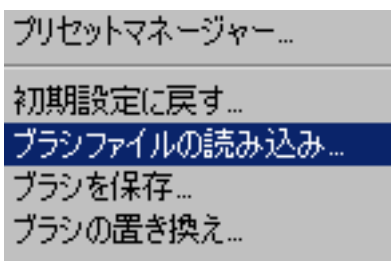 プリセットマネージャー...
初期設定に戻す...
ブラシファイルの読み込み...
ブラシを保存...
ブラシの置き換え...